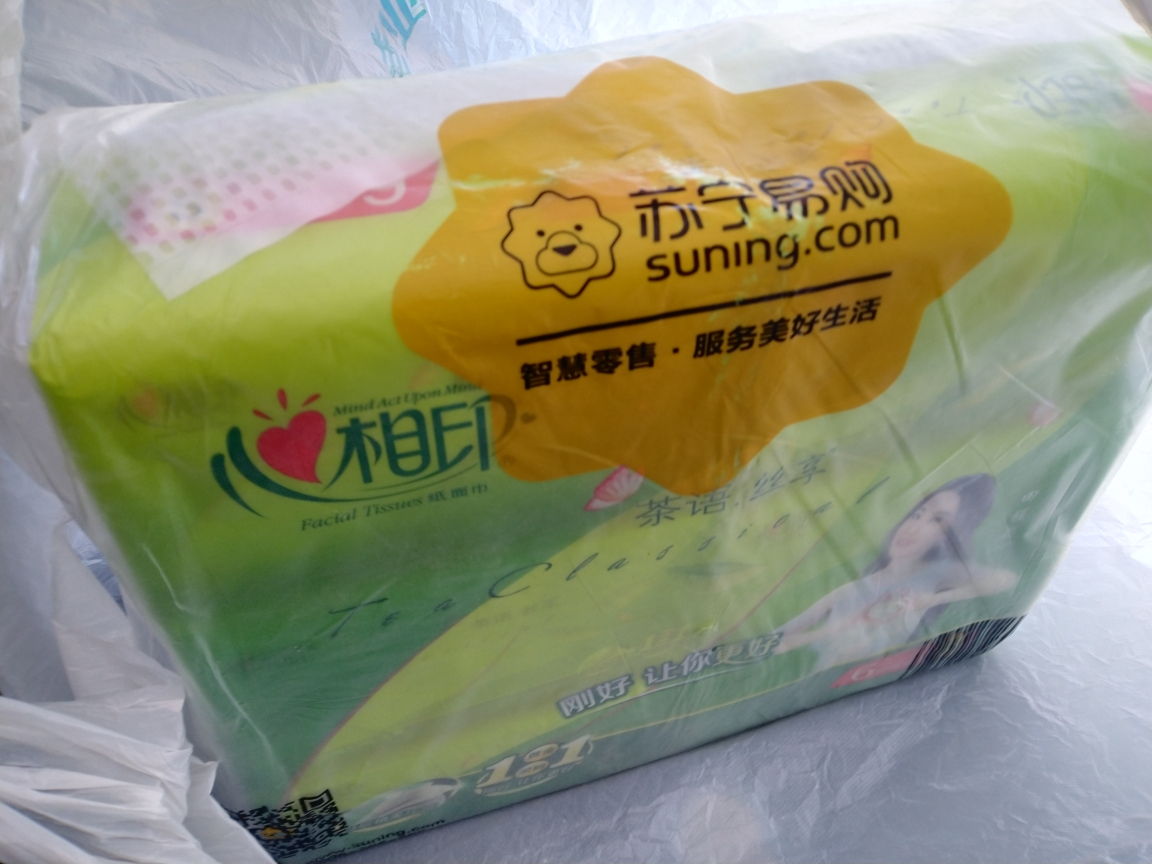 苏宁易购
suning.com
智慧零售·服务美好生活
Mind Act Upon Mind
心相印
Facial Tissues 纸面巾
茶语 丝享
Tea Classical
刚好 让你更好
6